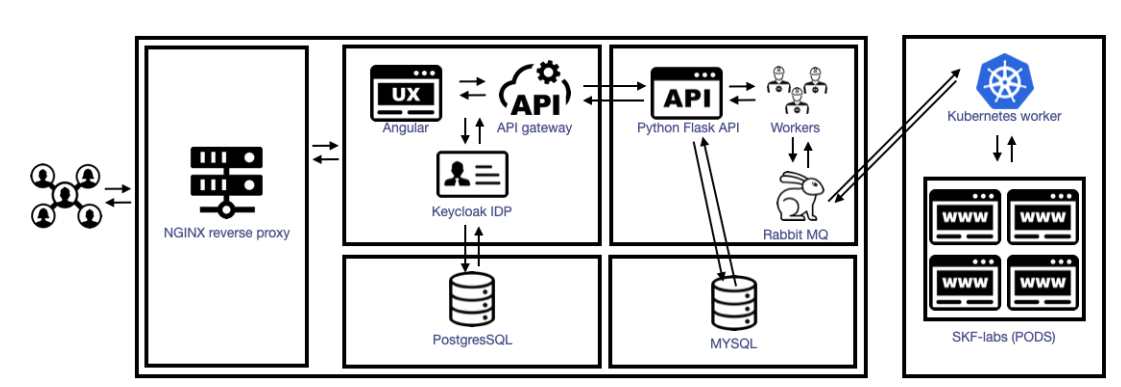 UX
API
API
Angular
API gateway
Python Flask API
Workers
Kubernetes worker
NGINX reverse proxy
Keycloak IDP
Rabbit MQ
www
www
www
www
PostgresSQL
MYSQL
SKF-labs (PODS)